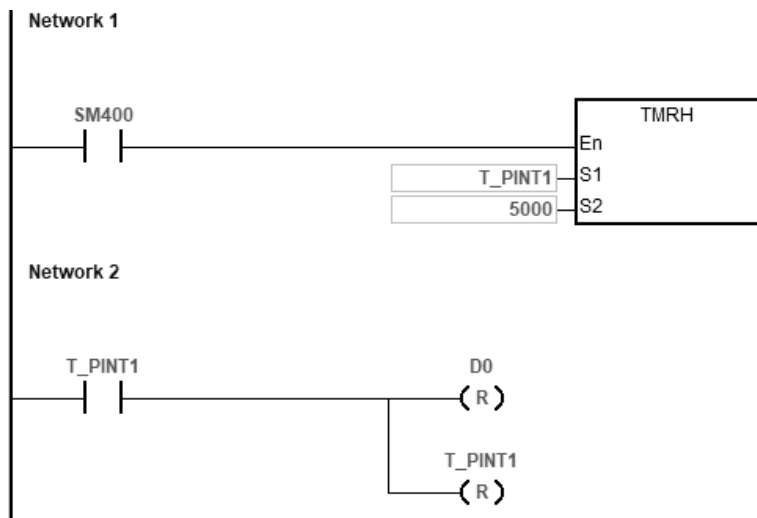 Network 1
SM400
TMRH
En
T_PINT1 S1
5000 S2
Network 2
T_PINT1 D0
R
T_PINT1
R